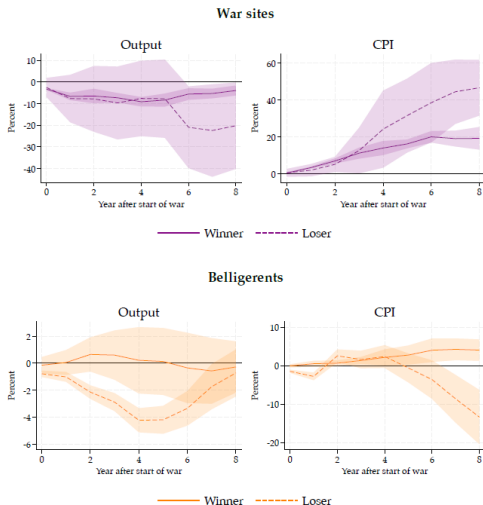 War sites
Output
CPI
10
0
-10
-20
-30
-40
Percent
0 2 4 6 8
Year after start of war
60
40
20
0
Percent
0 2 4 6 8
Year after start of war
Winner Loser
Belligerents
Output
CPI
2
0
-2
-4
-6
Percent
0 2 4 6 8
Year after start of war
10
0
-10
-20
Percent
0 2 4 6 8
Year after start of war
Winner Loser